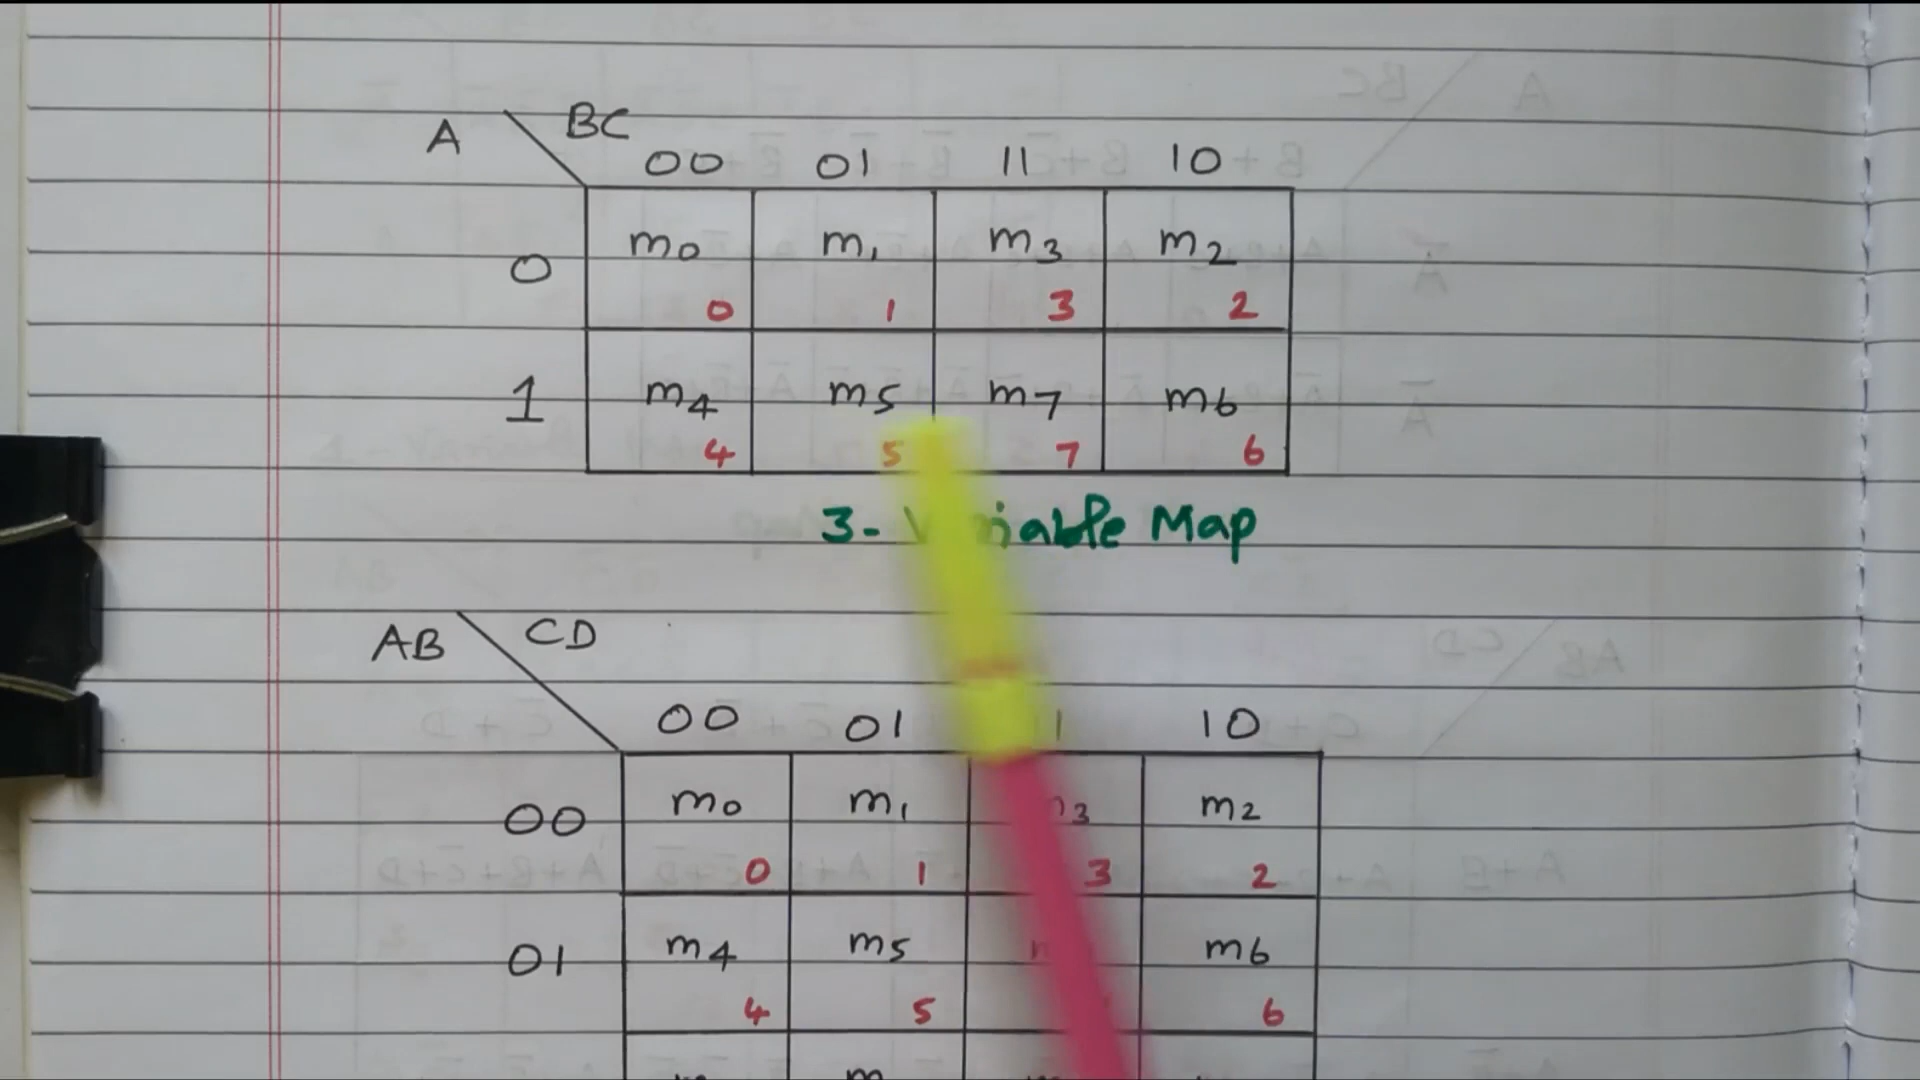 A BC
00 01 11 10
0 m0 m1 m3 m2
0 1 3 2
1 m4 m5 m7 m6
4 5 7 6
3- Variable Map
AB CD
00 01 10
00 m0 m1 m2
0 1 3 2
01 m4 m5 m6
4 5 6